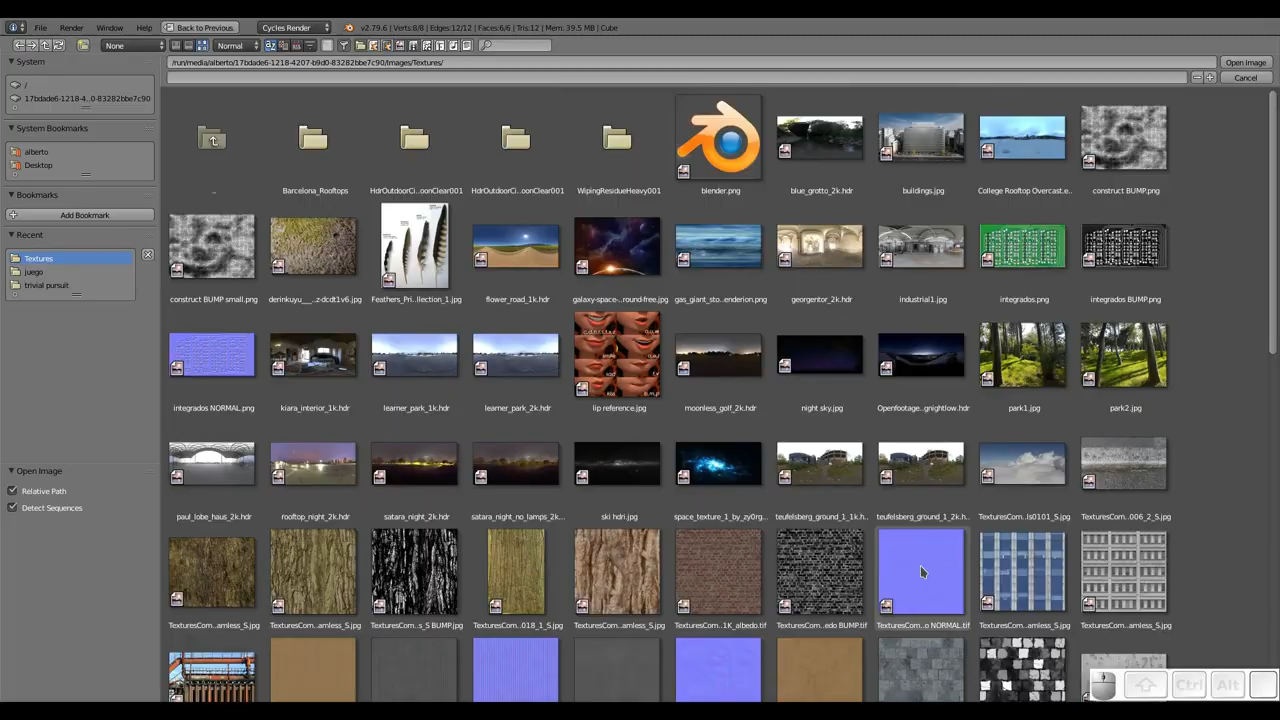 File Render Window Help Back to Previous Cycles Render v2.79.6 | Verts:8/8 | Edges:12/12 | Faces:6/6 | Tris:12 | Mem: 39.5 MB | Cube
None Normal
System
/run/media/alberto/17bdade6-1218-4207-b9d0-83282bbe7c90/Images/Textures/ Open Image
Cancel
/
17bdade6-1218-4...0-83282bbe7c90
System Bookmarks
alberto
Desktop
Bookmarks
Add Bookmark
Recent
Textures
juego
trivial pursuit
Open Image
Relative Path
Detect Sequences
.. Barcelona_Rooftops HdrOutdoorCi...oonClear001 HdrOutdoorCi...oonClear001 WipingResidueHeavy001 blender.png blue_grotto_2k.hdr buildings.jpg College Rooftop Overcast.e.. construct BUMP.png
construct BUMP small.png derinkuyu___...z-dcdt1v6.jpg Feathers_Pri...llection_1.jpg flower_road_1k.hdr galaxy-space-...round-free.jpg gas_giant_sto...enderion.png georgentor_2k.hdr industrial1.jpg integrados.png integrados BUMP.png
integrados NORMAL.png kiara_interior_1k.hdr learner_park_1k.hdr learner_park_2k.hdr lip reference.jpg moonless_golf_2k.hdr night sky.jpg Openfootage...gnightlow.hdr park1.jpg park2.jpg
paul_lobe_haus_2k.hdr rooftop_night_2k.hdr satara_night_2k.hdr satara_night_no_lamps_2k... ski hdri.jpg space_texture_1_by_zy0rg... teufelsberg_ground_1_1k.h.. teufelsberg_ground_1_2k.h.. TexturesCom...ls0101_S.jpg TexturesCom...006_2_S.jpg
TexturesCom...amless_S.jpg TexturesCom...amless_S.jpg TexturesCom...s_S BUMP.jpg TexturesCom...018_1_S.jpg TexturesCom...amless_S.jpg TexturesCom...1K_albedo.tif TexturesCom...edo BUMP.tif TexturesCom...o NORMAL.tif TexturesCom...amless_S.jpg TexturesCom...amless_S.jpg
Ctrl Alt